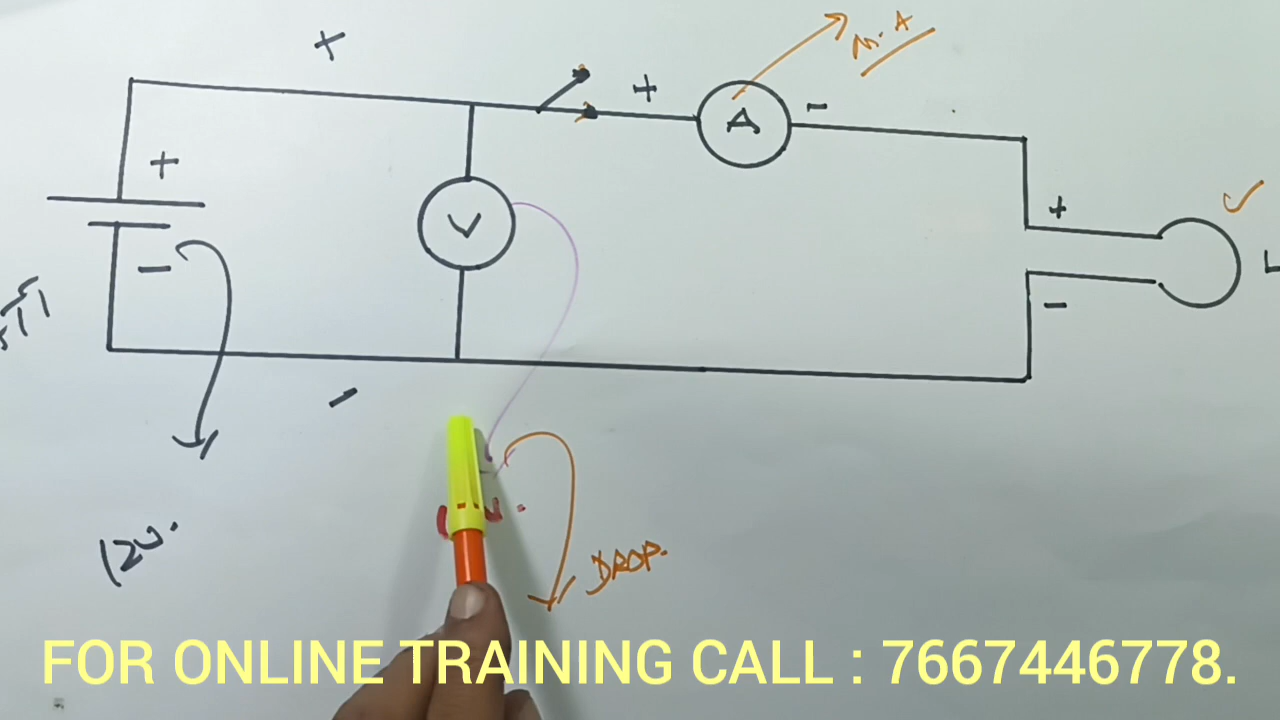 +
M.A
+
-
A
+
+
V
-
-
-
12V.
DROP.
FOR ONLINE TRAINING CALL : 7667446778.